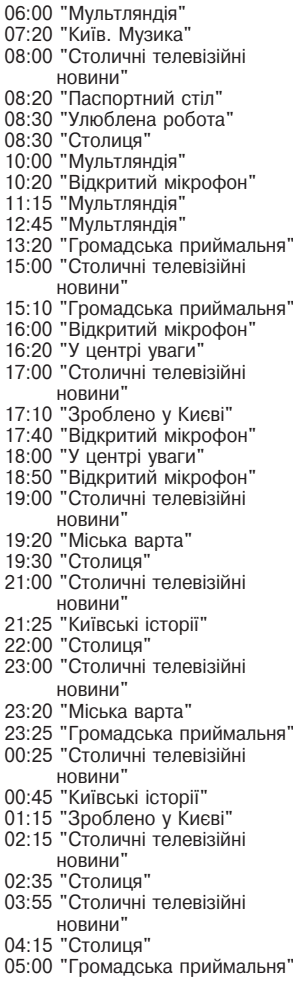 06:00 "Мультляндія"
07:20 "Київ. Музика"
08:00 "Столичні телевізійні
новини"
08:20 "Паспортний стіл"
08:30 "Улюблена робота"
08:30 "Столиця"
10:00 "Мультляндія"
10:20 "Відкритий мікрофон"
11:15 "Мультляндія"
12:45 "Мультляндія"
13:20 "Громадська приймальня"
15:00 "Столичні телевізійні
новини"
15:10 "Громадська приймальня"
16:00 "Відкритий мікрофон"
16:20 "У центрі уваги"
17:00 "Столичні телевізійні
новини"
17:10 "Зроблено у Києві"
17:40 "Відкритий мікрофон"
18:00 "У центрі уваги"
18:50 "Відкритий мікрофон"
19:00 "Столичні телевізійні
новини"
19:20 "Міська варта"
19:30 "Столиця"
21:00 "Столичні телевізійні
новини"
21:25 "Київські історії"
22:00 "Столиця"
23:00 "Столичні телевізійні
новини"
23:20 "Міська варта"
23:25 "Громадська приймальня"
00:25 "Столичні телевізійні
новини"
00:45 "Київські історії"
01:15 "Зроблено у Києві"
02:15 "Столичні телевізійні
новини"
02:35 "Столиця"
03:55 "Столичні телевізійні
новини"
04:15 "Столиця"
05:00 "Громадська приймальня"